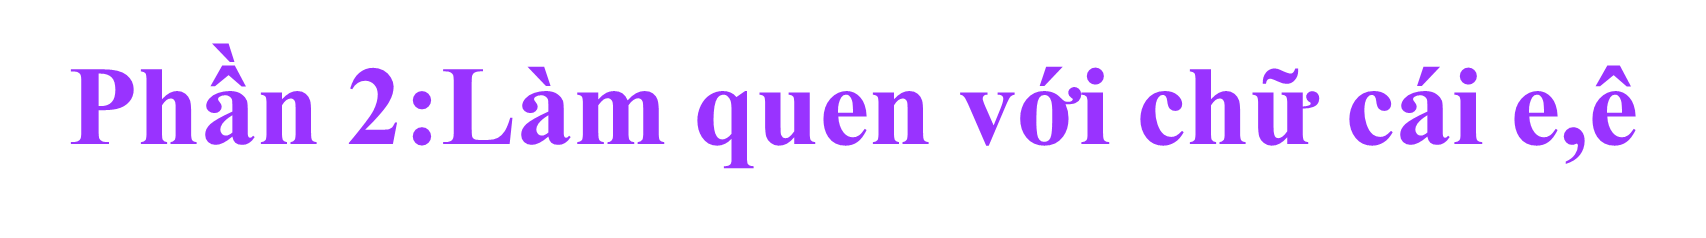 Phần 2:Làm quen với chữ cái e,ê